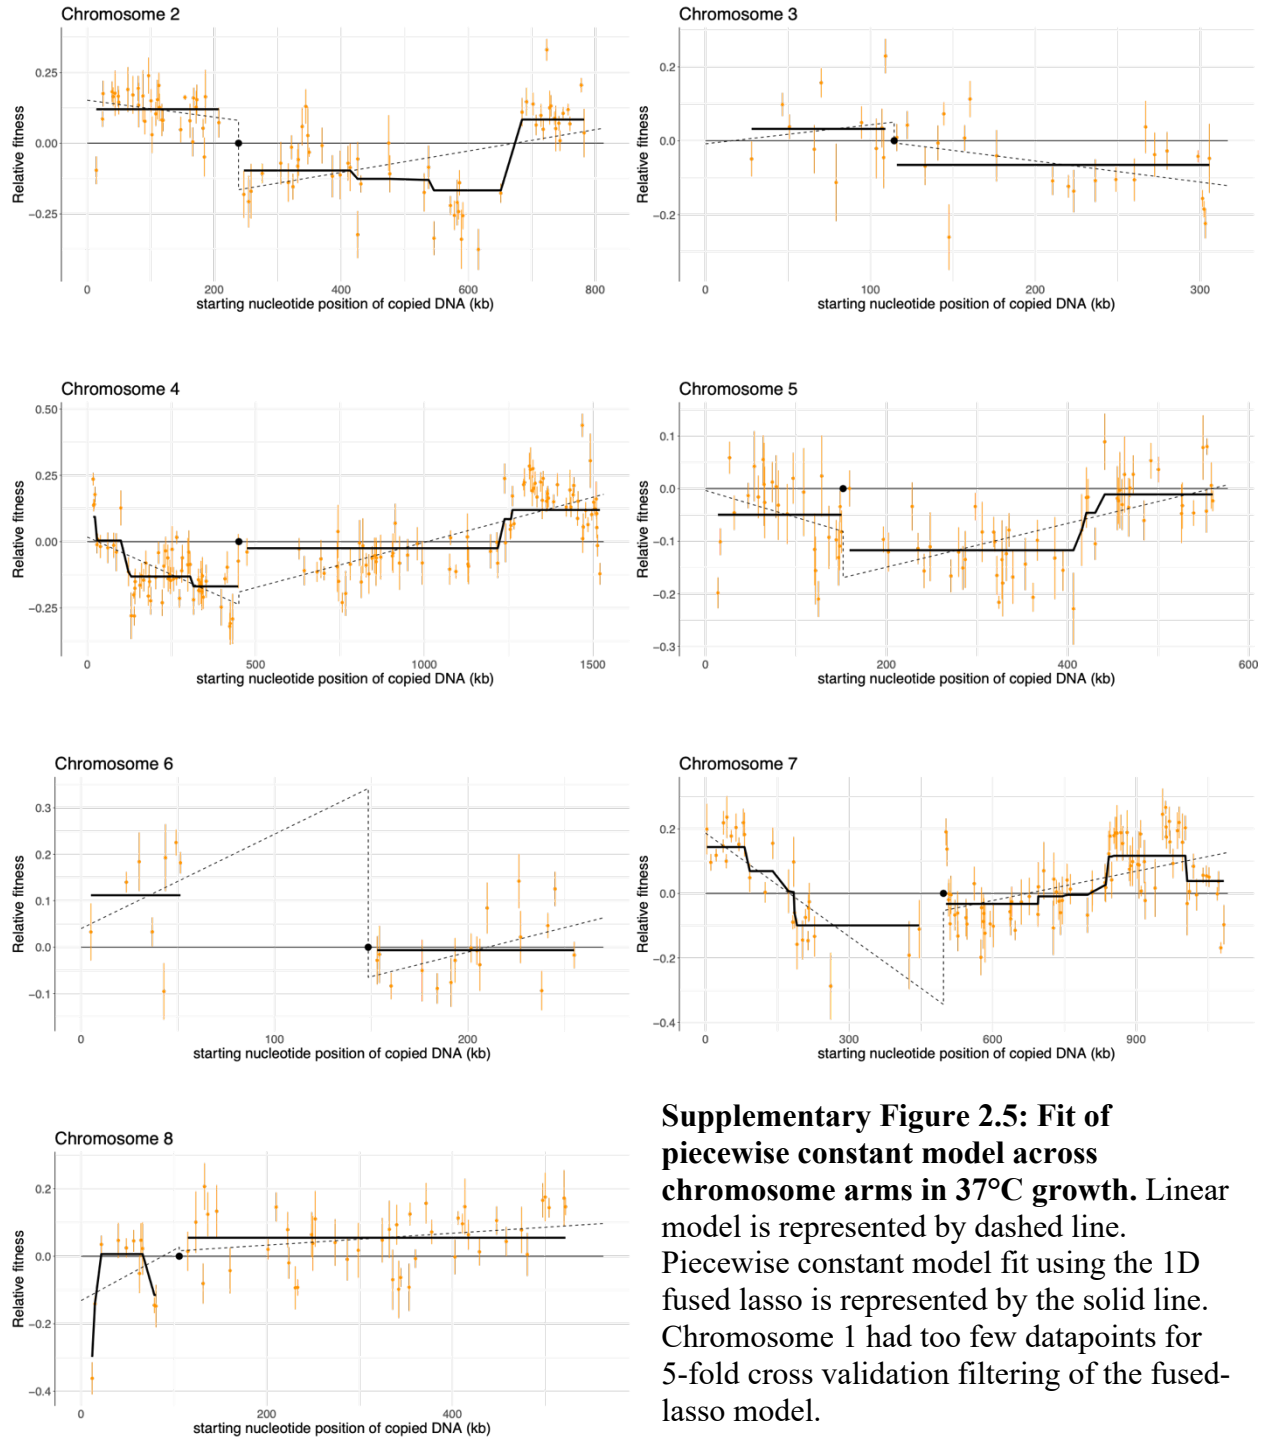 Chromosome 2
Relative fitness
0.25
0.00
−0.25
0
200
400
600
800
starting nucleotide position of copied DNA (kb)
Chromosome 3
Relative fitness
0.2
0.0
−0.2
0
100
200
300
starting nucleotide position of copied DNA (kb)
Chromosome 4
Relative fitness
0.50
0.25
0.00
−0.25
0
500
1000
1500
starting nucleotide position of copied DNA (kb)
Chromosome 5
Relative fitness
0.1
0.0
−0.1
−0.2
−0.3
0
200
400
600
starting nucleotide position of copied DNA (kb)
Chromosome 6
Relative fitness
0.3
0.2
0.1
0.0
−0.1
0
100
200
starting nucleotide position of copied DNA (kb)
Chromosome 7
Relative fitness
0.2
0.0
−0.2
−0.4
0
300
600
900
starting nucleotide position of copied DNA (kb)
Chromosome 8
Relative fitness
0.2
0.0
−0.2
−0.4
0
200
400
starting nucleotide position of copied DNA (kb)
Supplementary Figure 2.5: Fit of
piecewise constant model across
chromosome arms in 37°C growth. Linear
model is represented by dashed line.
Piecewise constant model fit using the 1D
fused lasso is represented by the solid line.
Chromosome 1 had too few datapoints for
5-fold cross validation filtering of the fused-
lasso model.